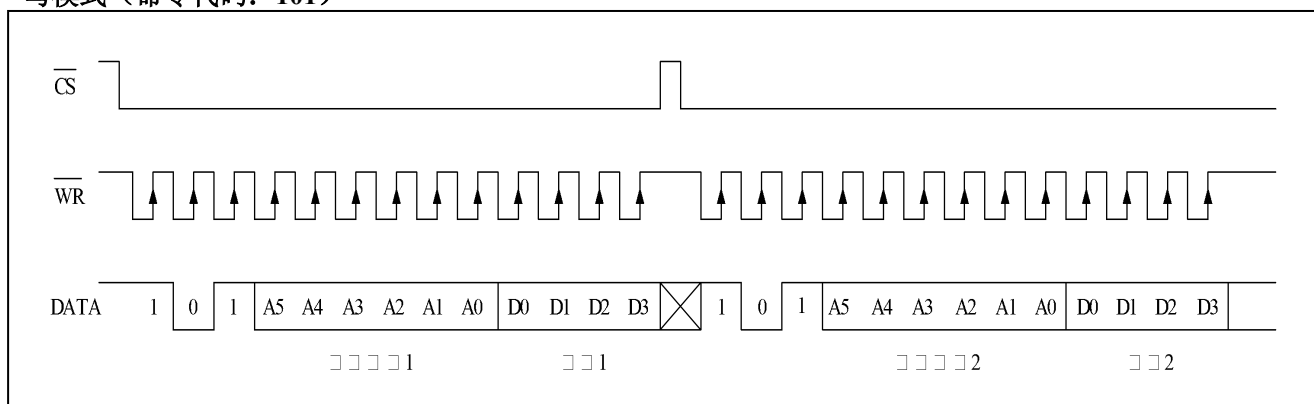 CS
WR
DATA 1 0 1 A5 A4 A3 A2 A1 A0 D0 D1 D2 D3 1 0 1 A5 A4 A3 A2 A1 A0 D0 D1 D2 D3
□□□□1 □□1 □□□□2 □□2